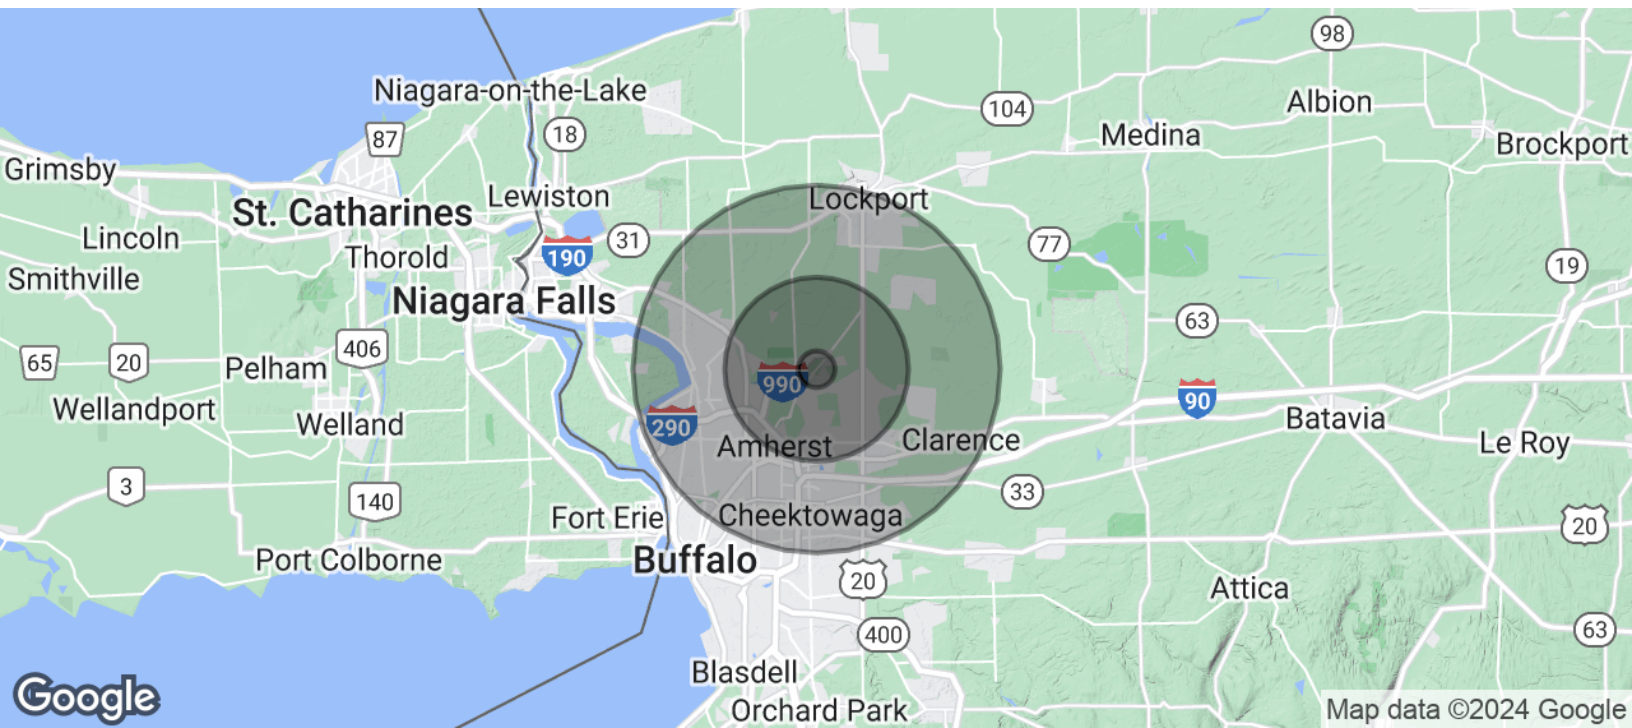 98
Niagara-on-the-Lake
Albion
104
18
87
Medina
Brockport
Grimsby
Lewiston
Lockport
St. Catharines
Lincoln
31
77
Thorold
190
19
Smithville
Niagara Falls
63
406
65
20
Pelham
990
90
Wellandport
Welland
290
Batavia
Amherst
Clarence
Le Roy
3
140
33
Fort Erie
Cheektowaga
20
Port Colborne
Buffalo
20
Attica
400
63
Blasdell
Google
Orchard Park
Map data ©2024 Google